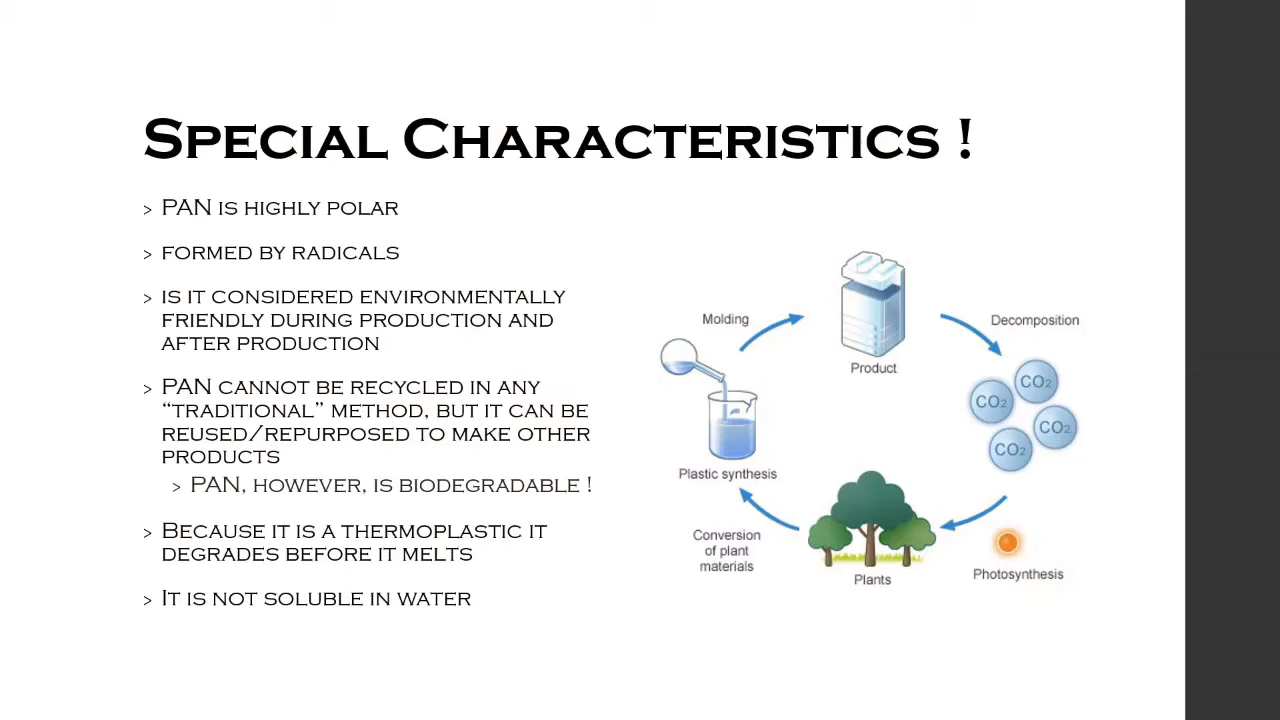 SPECIAL CHARACTERISTICS !
> PAN IS HIGHLY POLAR
> FORMED BY RADICALS
> IS IT CONSIDERED ENVIRONMENTALLY
FRIENDLY DURING PRODUCTION AND
AFTER PRODUCTION
> PAN CANNOT BE RECYCLED IN ANY
“TRADITIONAL” METHOD, BUT IT CAN BE
REUSED/REPURPOSED TO MAKE OTHER
PRODUCTS
> PAN, HOWEVER, IS BIODEGRADABLE !
> BECAUSE IT IS A THERMOPLASTIC IT
DEGRADES BEFORE IT MELTS
> IT IS NOT SOLUBLE IN WATER
Molding
Product
Decomposition
CO2
CO2
CO2
CO2
Plastic synthesis
Conversion
of plant
materials
Plants
Photosynthesis